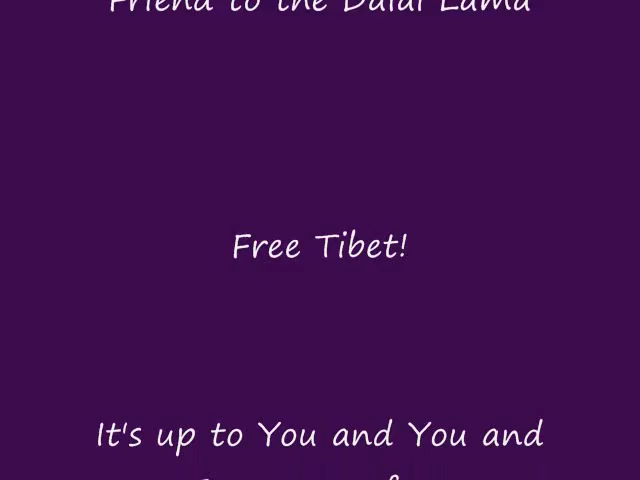 Friend to the Dalai Lama
Free Tibet!
It's up to You and You and